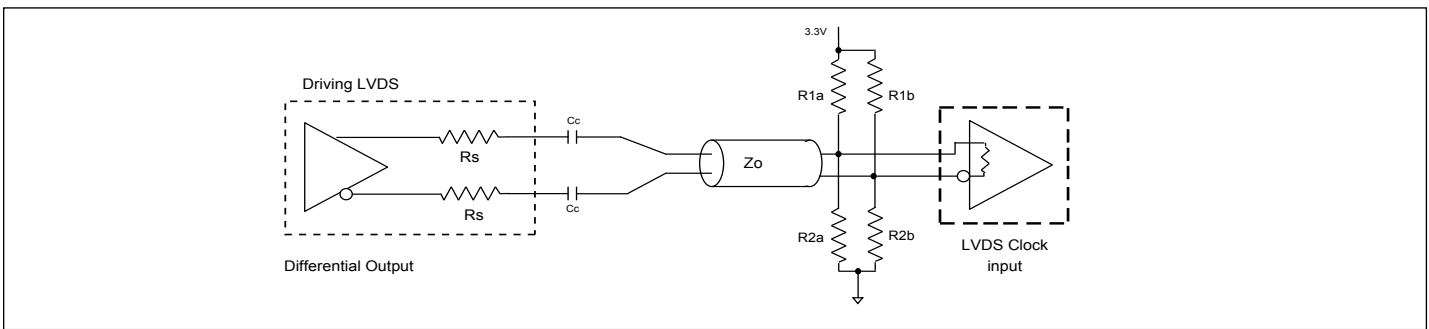 3.3V
Driving LVDS
R1a
R1b
Cc
Rs
Zo
Cc
Rs
R2a
R2b
LVDS Clock
input
Differential Output